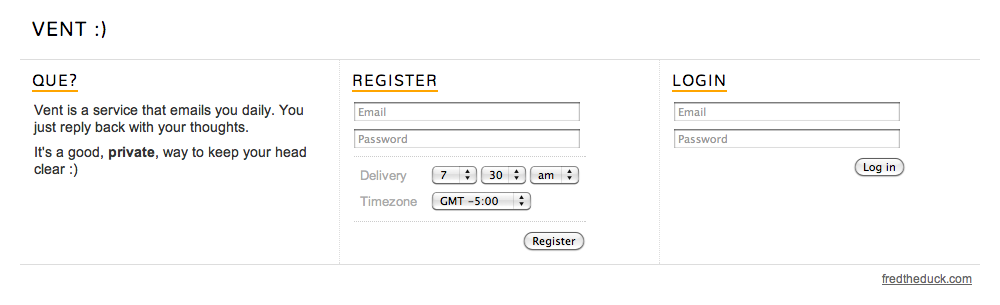 VENT :)
QUE?
Vent is a service that emails you daily. You
just reply back with your thoughts.
It's a good, private, way to keep your head
clear :)
REGISTER
Email
Password
Delivery 7 30 am
Timezone GMT -5:00
Register
LOGIN
Email
Password
Log in
fredtheduck.com